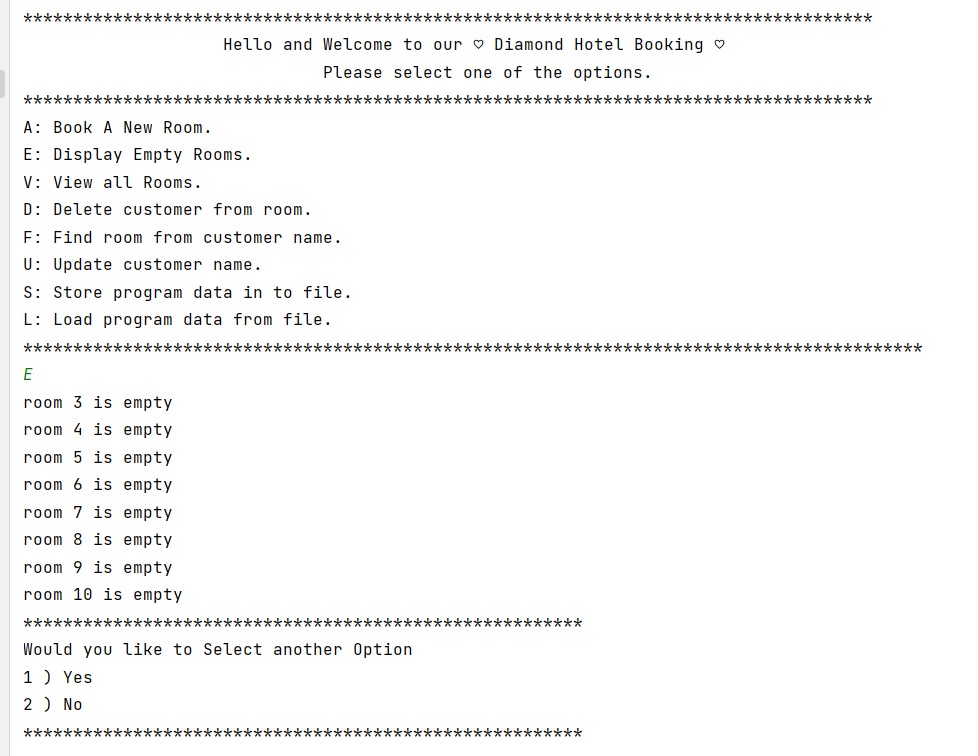 *************************************************************************************
Hello and Welcome to our ♡ Diamond Hotel Booking ♡
Please select one of the options.
*************************************************************************************
A: Book A New Room.
E: Display Empty Rooms.
V: View all Rooms.
D: Delete customer from room.
F: Find room from customer name.
U: Update customer name.
S: Store program data in to file.
L: Load program data from file.
******************************************************************************************
E
room 3 is empty
room 4 is empty
room 5 is empty
room 6 is empty
room 7 is empty
room 8 is empty
room 9 is empty
room 10 is empty
********************************************************
Would you like to Select another Option
1 ) Yes
2 ) No
********************************************************